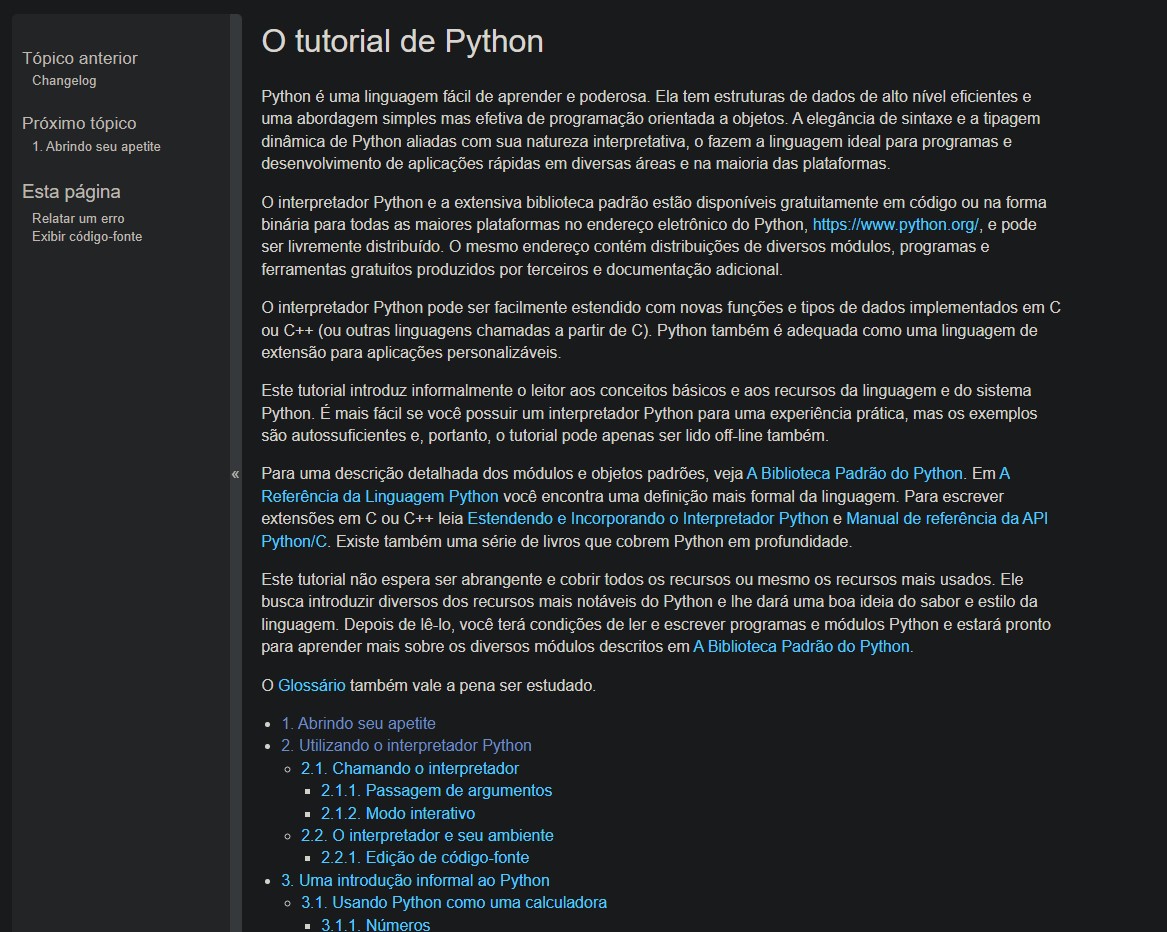 Tópico anterior
Changelog
Próximo tópico
1. Abrindo seu apetite
Esta página
Relatar um erro
Exibir código-fonte
«
O tutorial de Python
Python é uma linguagem fácil de aprender e poderosa. Ela tem estruturas de dados de alto nível eficientes e
uma abordagem simples mas efetiva de programação orientada a objetos. A elegância de sintaxe e a tipagem
dinâmica de Python aliadas com sua natureza interpretativa, o fazem a linguagem ideal para programas e
desenvolvimento de aplicações rápidas em diversas áreas e na maioria das plataformas.
O interpretador Python e a extensiva biblioteca padrão estão disponíveis gratuitamente em código ou na forma
binária para todas as maiores plataformas no endereço eletrônico do Python, https://www.python.org/, e pode
ser livremente distribuído. O mesmo endereço contém distribuições de diversos módulos, programas e
ferramentas gratuitos produzidos por terceiros e documentação adicional.
O interpretador Python pode ser facilmente estendido com novas funções e tipos de dados implementados em C
ou C++ (ou outras linguagens chamadas a partir de C). Python também é adequada como uma linguagem de
extensão para aplicações personalizáveis.
Este tutorial introduz informalmente o leitor aos conceitos básicos e aos recursos da linguagem e do sistema
Python. É mais fácil se você possuir um interpretador Python para uma experiência prática, mas os exemplos
são autossuficientes e, portanto, o tutorial pode apenas ser lido off-line também.
Para uma descrição detalhada dos módulos e objetos padrões, veja A Biblioteca Padrão do Python. Em A
Referência da Linguagem Python você encontra uma definição mais formal da linguagem. Para escrever
extensões em C ou C++ leia Estendendo e Incorporando o Interpretador Python e Manual de referência da API
Python/C. Existe também uma série de livros que cobrem Python em profundidade.
Este tutorial não espera ser abrangente e cobrir todos os recursos ou mesmo os recursos mais usados. Ele
busca introduzir diversos dos recursos mais notáveis do Python e lhe dará uma boa ideia do sabor e estilo da
linguagem. Depois de lê-lo, você terá condições de ler e escrever programas e módulos Python e estará pronto
para aprender mais sobre os diversos módulos descritos em A Biblioteca Padrão do Python.
O Glossário também vale a pena ser estudado.
1. Abrindo seu apetite
2. Utilizando o interpretador Python
2.1. Chamando o interpretador
2.1.1. Passagem de argumentos
2.1.2. Modo interativo
2.2. O interpretador e seu ambiente
2.2.1. Edição de código-fonte
3. Uma introdução informal ao Python
3.1. Usando Python como uma calculadora
3.1.1. Números